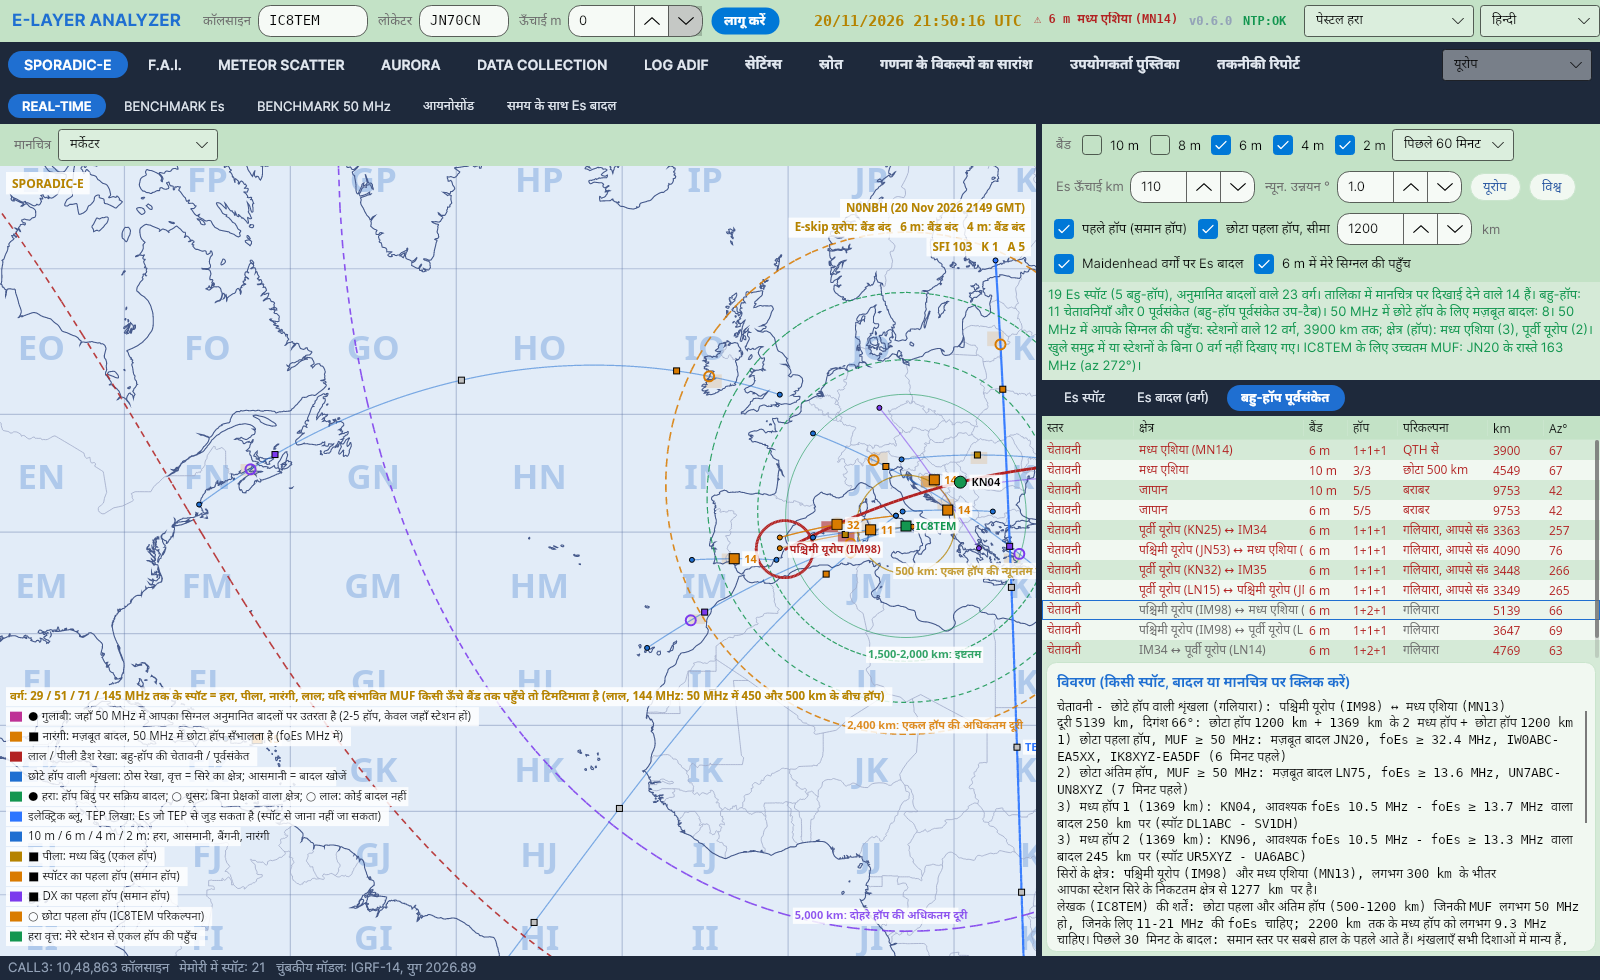 E-LAYER ANALYZER कॉलसाइन IC8TEM लोकेटर JN70CN ऊँचाई m 0 लागू करें 20/11/2026 21:50:16 UTC ⚠ 6 m मध्य एशिया (MN14) v0.6.0 NTP:OK पेस्टल हरा हिन्दी
SPORADIC-E F.A.I. METEOR SCATTER AURORA DATA COLLECTION LOG ADIF सेटिंग्स स्रोत गणना के विकल्पों का सारांश उपयोगकर्ता पुस्तिका तकनीकी रिपोर्ट यूरोप
REAL-TIME BENCHMARK Es BENCHMARK 50 MHz आयनोसोंड समय के साथ Es बादल
मानचित्र मर्केटर
SPORADIC-E
FP GP HP IP JP
N0NBH (20 Nov 2026 2149 GMT)
E-skip यूरोप: बैंड बंद 6 m: बैंड बंद 4 m: बैंड बंद
SFI 103 K 1 A 5
EO FO GO HO
EN FN GN HN IN JN
KN04
32 11 14 14
IC8TEM
पश्चिमी यूरोप (IM98)
500 km: एकल हॉप की न्यूनतम
EM FM GM HM IM JM
1,500-2,000 km: इष्टतम
2,400 km: एकल हॉप की अधिकतम दूरी
GK HK IK JK
FJ GJ HJ IJ JJ
5,000 km: दोहरे हॉप की अधिकतम दूरी
EI FI GI HI II JI
वर्ग: 29 / 51 / 71 / 145 MHz तक के स्पॉट = हरा, पीला, नारंगी, लाल; यदि संभावित MUF किसी ऊँचे बैंड तक पहुँचे तो टिमटिमाता है (लाल, 144 MHz: 50 MHz में 450 और 500 km के बीच हॉप)
● गुलाबी: जहाँ 50 MHz में आपका सिग्नल अनुमानित बादलों पर उतरता है (2-5 हॉप, केवल जहाँ स्टेशन हों)
■ नारंगी: मज़बूत बादल, 50 MHz में छोटा हॉप सँभालता है (foEs MHz में)
लाल / पीली डैश रेखा: बहु-हॉप की चेतावनी / पूर्वसंकेत
छोटे हॉप वाली शृंखला: ठोस रेखा, वृत्त = सिरे का क्षेत्र; आसमानी = बादल खोजें
● हरा: हॉप बिंदु पर सक्रिय बादल; ○ धूसर: बिना प्रेक्षकों वाला क्षेत्र; ○ लाल: कोई बादल नहीं
इलेक्ट्रिक ब्लू, TEP लिखा: Es जो TEP से जुड़ सकता है (स्पॉट से जाना नहीं जा सकता)
10 m / 6 m / 4 m / 2 m: हरा, आसमानी, बैंगनी, नारंगी
■ पीला: मध्य बिंदु (एकल हॉप)
■ स्पॉटर का पहला हॉप (समान हॉप)
■ DX का पहला हॉप (समान हॉप)
○ छोटा पहला हॉप (IC8TEM परिकल्पना)
हरा वृत्त: मेरे स्टेशन से एकल हॉप की पहुँच
बैंड 10 m 8 m 6 m 4 m 2 m पिछले 60 मिनट
Es ऊँचाई km 110 न्यून. उन्नयन ° 1.0 यूरोप विश्व
पहले हॉप (समान हॉप) छोटा पहला हॉप, सीमा 1200 km
Maidenhead वर्गों पर Es बादल 6 m में मेरे सिग्नल की पहुँच
19 Es स्पॉट (5 बहु-हॉप), अनुमानित बादलों वाले 23 वर्ग। तालिका में मानचित्र पर दिखाई देने वाले 14 हैं। बहु-हॉप:
11 चेतावनियाँ और 0 पूर्वसंकेत (बहु-हॉप पूर्वसंकेत उप-टैब)। 50 MHz में छोटे हॉप के लिए मज़बूत बादल: 8। 50
MHz में आपके सिग्नल की पहुँच: स्टेशनों वाले 12 वर्ग, 3900 km तक; क्षेत्र (हॉप): मध्य एशिया (3), पूर्वी यूरोप (2)।
खुले समुद्र में या स्टेशनों के बिना 0 वर्ग नहीं दिखाए गए। IC8TEM के लिए उच्चतम MUF: JN20 के रास्ते 163
MHz (az 272°)।
Es स्पॉट Es बादल (वर्ग) बहु-हॉप पूर्वसंकेत
स्तर क्षेत्र बैंड हॉप परिकल्पना km Az°
चेतावनी मध्य एशिया (MN14) 6 m 1+1+1 QTH से 3900 67
चेतावनी मध्य एशिया 10 m 3/3 छोटा 500 km 4549 67
चेतावनी जापान 10 m 5/5 बराबर 9753 42
चेतावनी जापान 6 m 5/5 बराबर 9753 42
चेतावनी पूर्वी यूरोप (KN25) ↔ IM34 6 m 1+1+1 गलियारा, आपसे संब 3363 257
चेतावनी पश्चिमी यूरोप (JN53) ↔ मध्य एशिया ( 6 m 1+1+1 गलियारा, आपसे संब 4090 76
चेतावनी पूर्वी यूरोप (KN32) ↔ IM35 6 m 1+1+1 गलियारा, आपसे संब 3448 266
चेतावनी पूर्वी यूरोप (LN15) ↔ पश्चिमी यूरोप (JI 6 m 1+1+1 गलियारा, आपसे संब 3349 265
चेतावनी पश्चिमी यूरोप (IM98) ↔ मध्य एशिया ( 6 m 1+2+1 गलियारा 5139 66
चेतावनी पश्चिमी यूरोप (IM98) ↔ पूर्वी यूरोप (L 6 m 1+1+1 गलियारा 3647 69
चेतावनी IM34 ↔ पूर्वी यूरोप (LN14) 6 m 1+2+1 गलियारा 4769 63
विवरण (किसी स्पॉट, बादल या मानचित्र पर क्लिक करें)
चेतावनी - छोटे हॉप वाली शृंखला (गलियारा): पश्चिमी यूरोप (IM98) ↔ मध्य एशिया (MN13)
दूरी 5139 km, दिगंश 66°: छोटा हॉप 1200 km + 1369 km के 2 मध्य हॉप + छोटा हॉप 1200 km
1) छोटा पहला हॉप, MUF ≥ 50 MHz: मज़बूत बादल JN20, foEs ≥ 32.4 MHz, IW0ABC-
EA5XX, IK8XYZ-EA5DF (6 मिनट पहले)
2) छोटा अंतिम हॉप, MUF ≥ 50 MHz: मज़बूत बादल LN75, foEs ≥ 13.6 MHz, UN7ABC-
UN8XYZ (7 मिनट पहले)
3) मध्य हॉप 1 (1369 km): KN04, आवश्यक foEs 10.5 MHz - foEs ≥ 13.7 MHz वाला
बादल 250 km पर (स्पॉट DL1ABC - SV1DH)
3) मध्य हॉप 2 (1369 km): KN96, आवश्यक foEs 10.5 MHz - foEs ≥ 13.3 MHz वाला
बादल 245 km पर (स्पॉट UR5XYZ - UA6ABC)
सिरों के क्षेत्र: पश्चिमी यूरोप (IM98) और मध्य एशिया (MN13), लगभग 300 km के भीतर
आपका स्टेशन सिरे के निकटतम क्षेत्र से 1277 km पर है।
लेखक (IC8TEM) की शर्तें: छोटा पहला और अंतिम हॉप (500-1200 km) जिनकी MUF लगभग 50 MHz
हो, जिनके लिए 11-21 MHz की foEs चाहिए; 2200 km तक के मध्य हॉप को लगभग 9.3 MHz
चाहिए। पिछले 30 मिनट के बादल: समान स्तर पर सबसे हाल के पहले आते हैं। शृंखलाएँ सभी दिशाओं में मान्य हैं,
CALL3: 10,48,863 कॉलसाइन मेमोरी में स्पॉट: 21 चुंबकीय मॉडल: IGRF-14, युग 2026.89